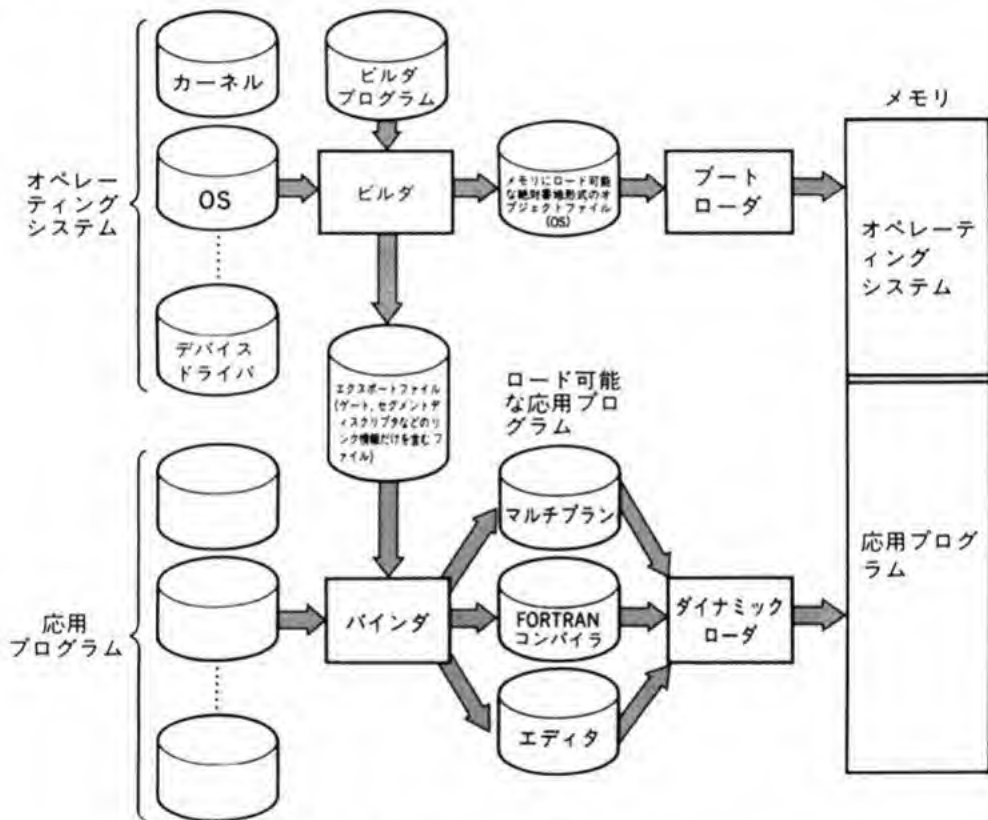 オペレー
ティング
システム
カーネル
OS
デバイス
ドライバ
ビルダ
プログラム
ビルダ
メモリにロード可能
な絶対番地形式のオ
ブジェクトファイル
(OS)
ブート
ローダ
メモリ
オペレーテ
ィング
システム
エクスポートファイル
(ゲート、セグメントデ
ィスクリプタなどのリ
ンク情報だけを含むフ
ァイル)
ロード可能
な応用プロ
グラム
応用
プログラム
バインダ
マルチプラン
FORTRAN
コンパイラ
エディタ
ダイナミック
ローダ
応用プログ
ラム